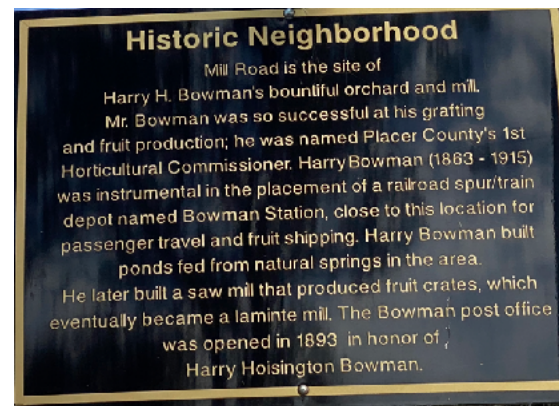 Historic Neighborhood
Mill Road is the site of
Harry H. Bowman's bountiful orchard and mill.
Mr. Bowman was so successful at his grafting
and fruit production; he was named Placer County's 1st
Horticultural Commissioner. Harry Bowman (1863 - 1915)
was instrumental in the placement of a railroad spur/train
depot named Bowman Station, close to this location for
passenger travel and fruit shipping. Harry Bowman built
ponds fed from natural springs in the area.
He later built a saw mill that produced fruit crates, which
eventually became a laminte mill. The Bowman post office
was opened in 1893 in honor of
Harry Hoisington Bowman.